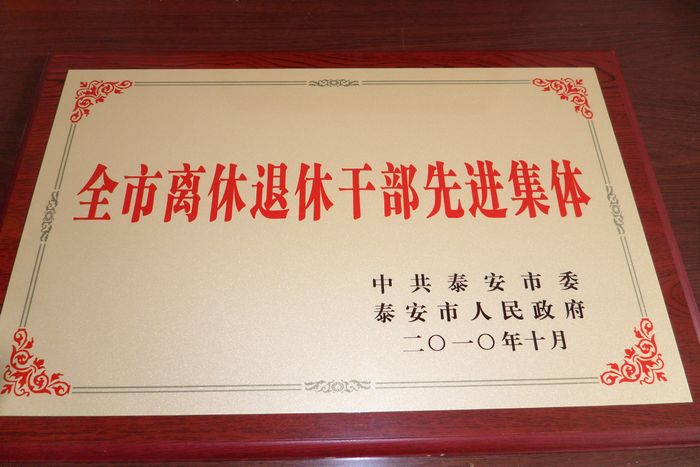 全市离休退休干部先进集体
中共泰安市委
泰安市人民政府
二〇一〇年十月